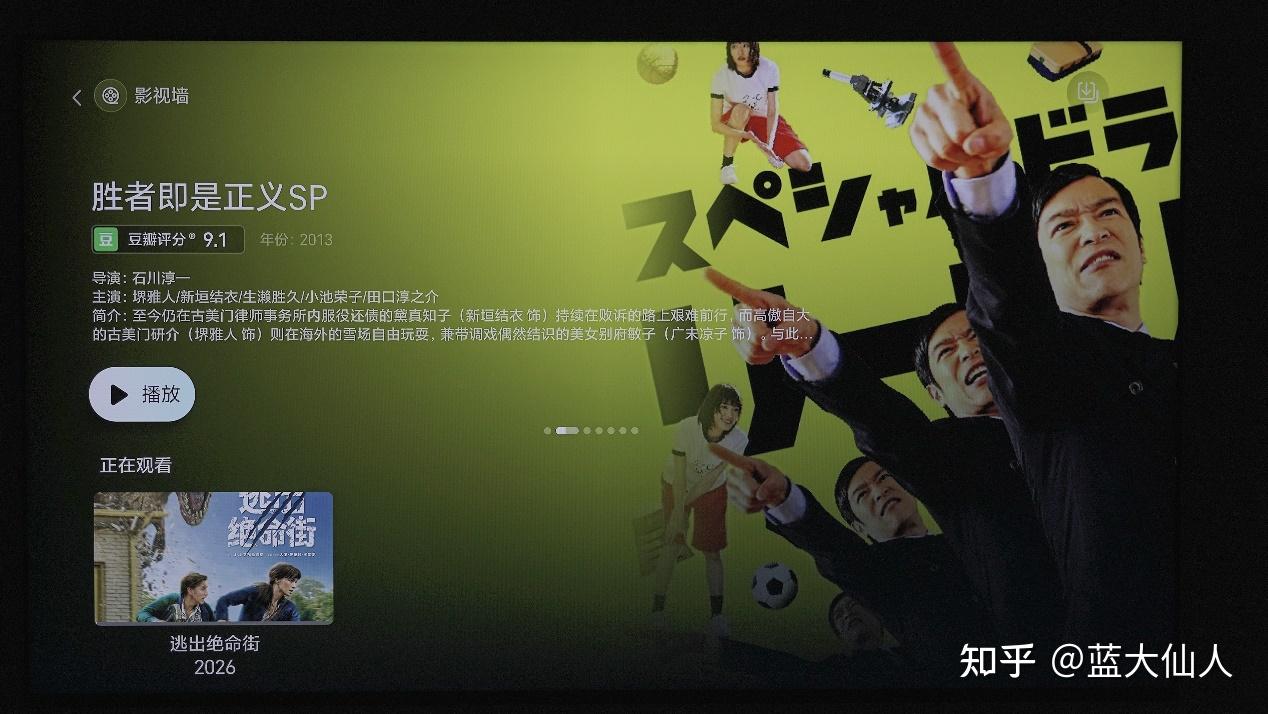 影视墙
胜者即是正义SP
豆 豆瓣评分® 9.1 年份：2013
导演：石川淳一
主演：堺雅人/新垣结衣/生濑胜久/小池荣子/田口淳之介
简介：至今仍在古美门律师事务所内服役还债的黛真知子（新垣结衣 饰）持续在败诉的路上艰难前行，而高傲自大
的古美门研介（堺雅人 饰）则在海外的雪场自由玩耍，兼带调戏偶然结识的美女别府敏子（广末凉子 饰）。与此...
播放
正在观看
逃出
绝命街
逃出绝命街
2026
スペシャルドラ
知乎 @蓝大仙人